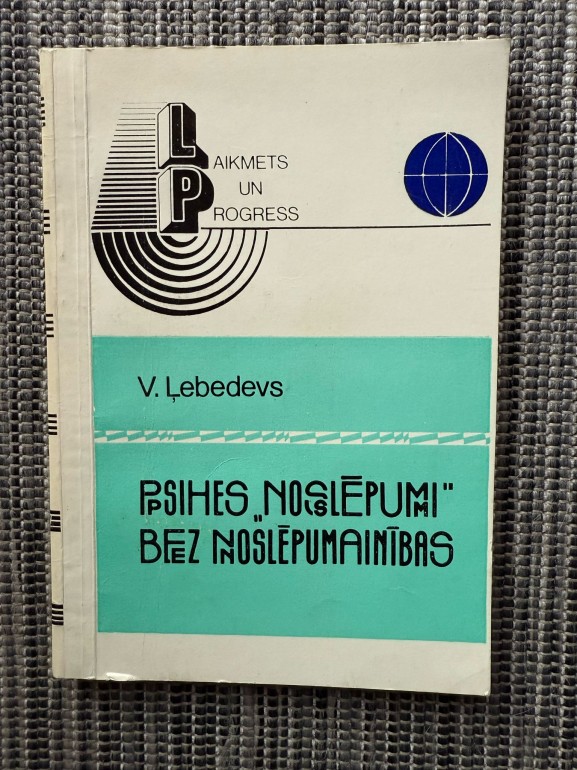 LAIKMETS
UN
PROGRESS
V. Ļebedevs
PSIHES „NOSLĒPUMI"
BEZ NOSLĒPUMAINĪBAS